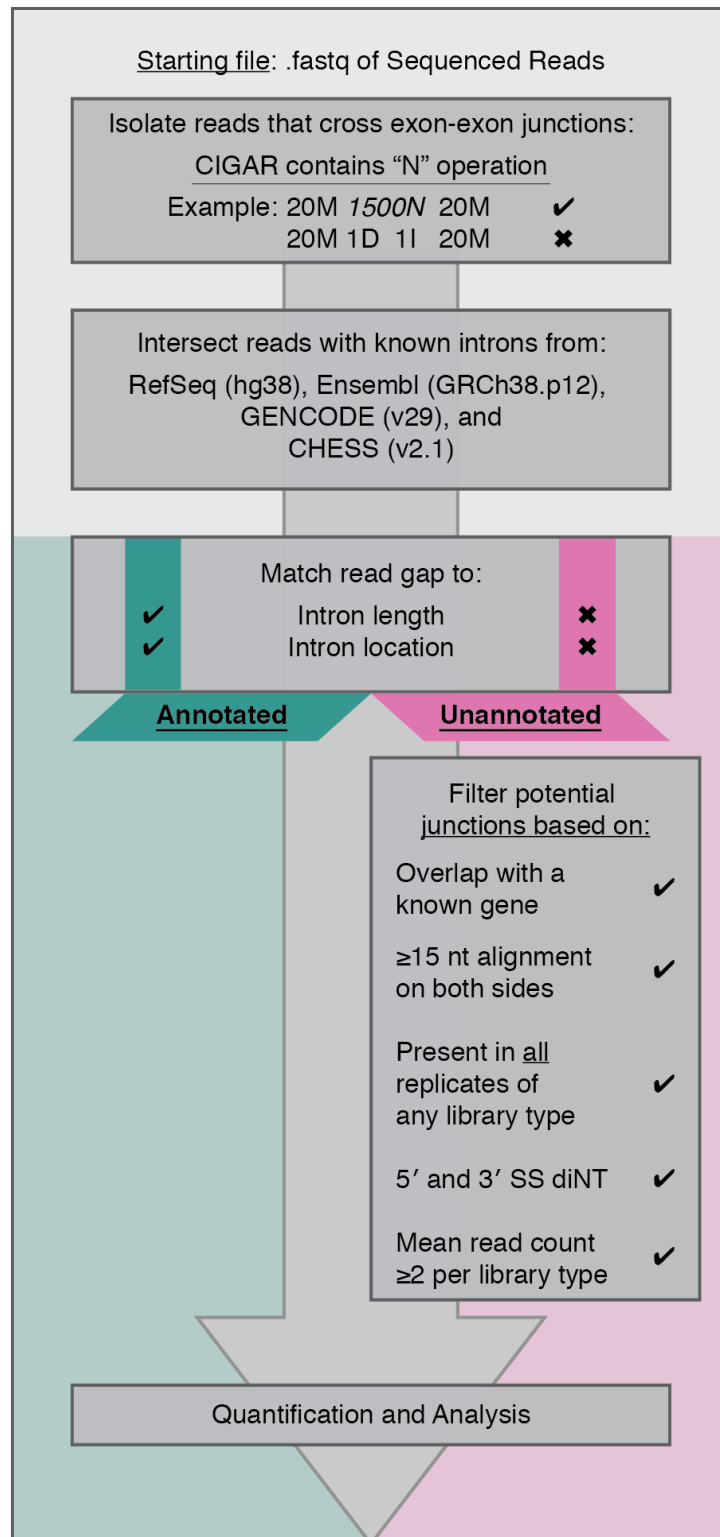 Starting file: .fastq of Sequenced Reads
Isolate reads that cross exon-exon junctions:
CIGAR contains “N” operation
Example: 20M 1500N 20M ✔
20M 1D 1I 20M ✖
Intersect reads with known introns from:
RefSeq (hg38), Ensembl (GRCh38.p12),
GENCODE (v29), and
CHESS (v2.1)
Match read gap to:
✔ Intron length ✖
✔ Intron location ✖
Annotated
Unannotated
Filter potential
junctions based on:
Overlap with a
known gene ✔
≥15 nt alignment
on both sides ✔
Present in all
replicates of
any library type ✔
5′ and 3′ SS diNT ✔
Mean read count
≥2 per library type ✔
Quantification and Analysis